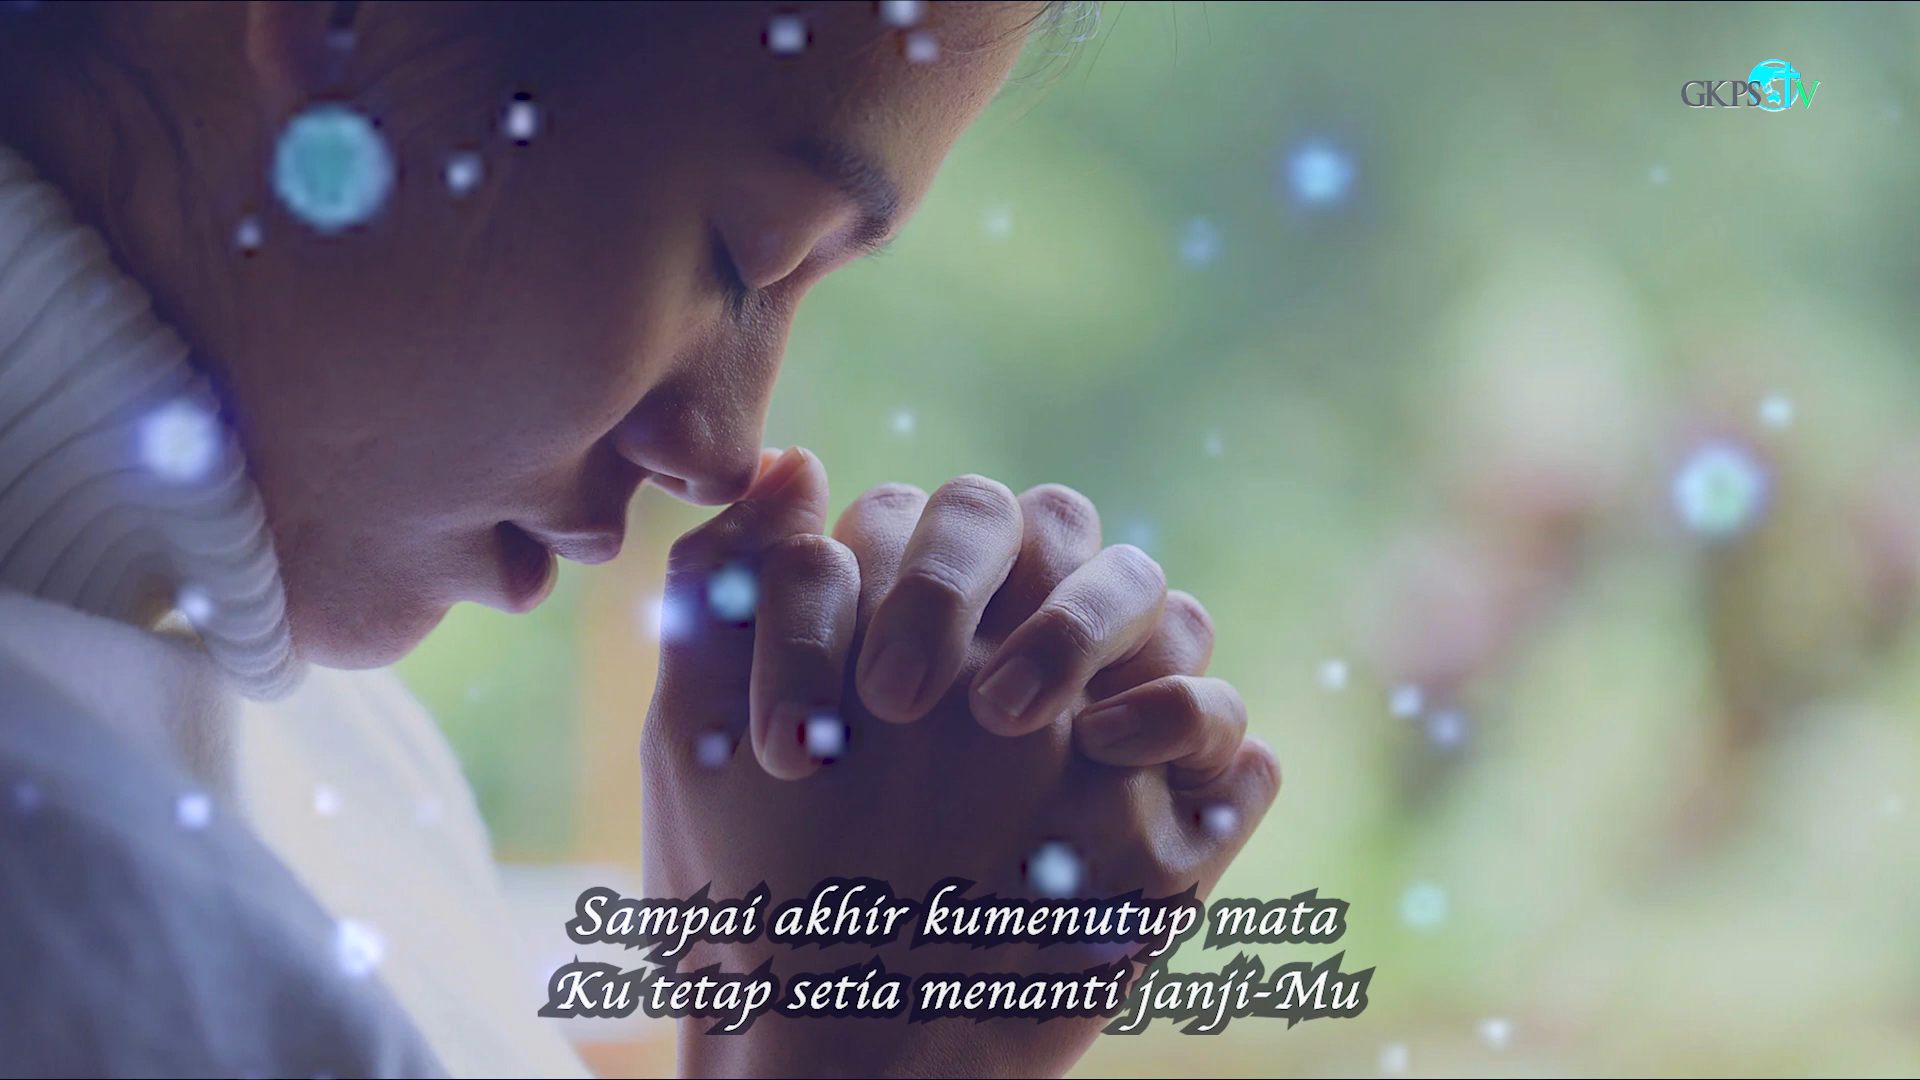 GKPS TV
Sampai akhir kumenutup mata
Ku tetap setia menanti janji-Mu